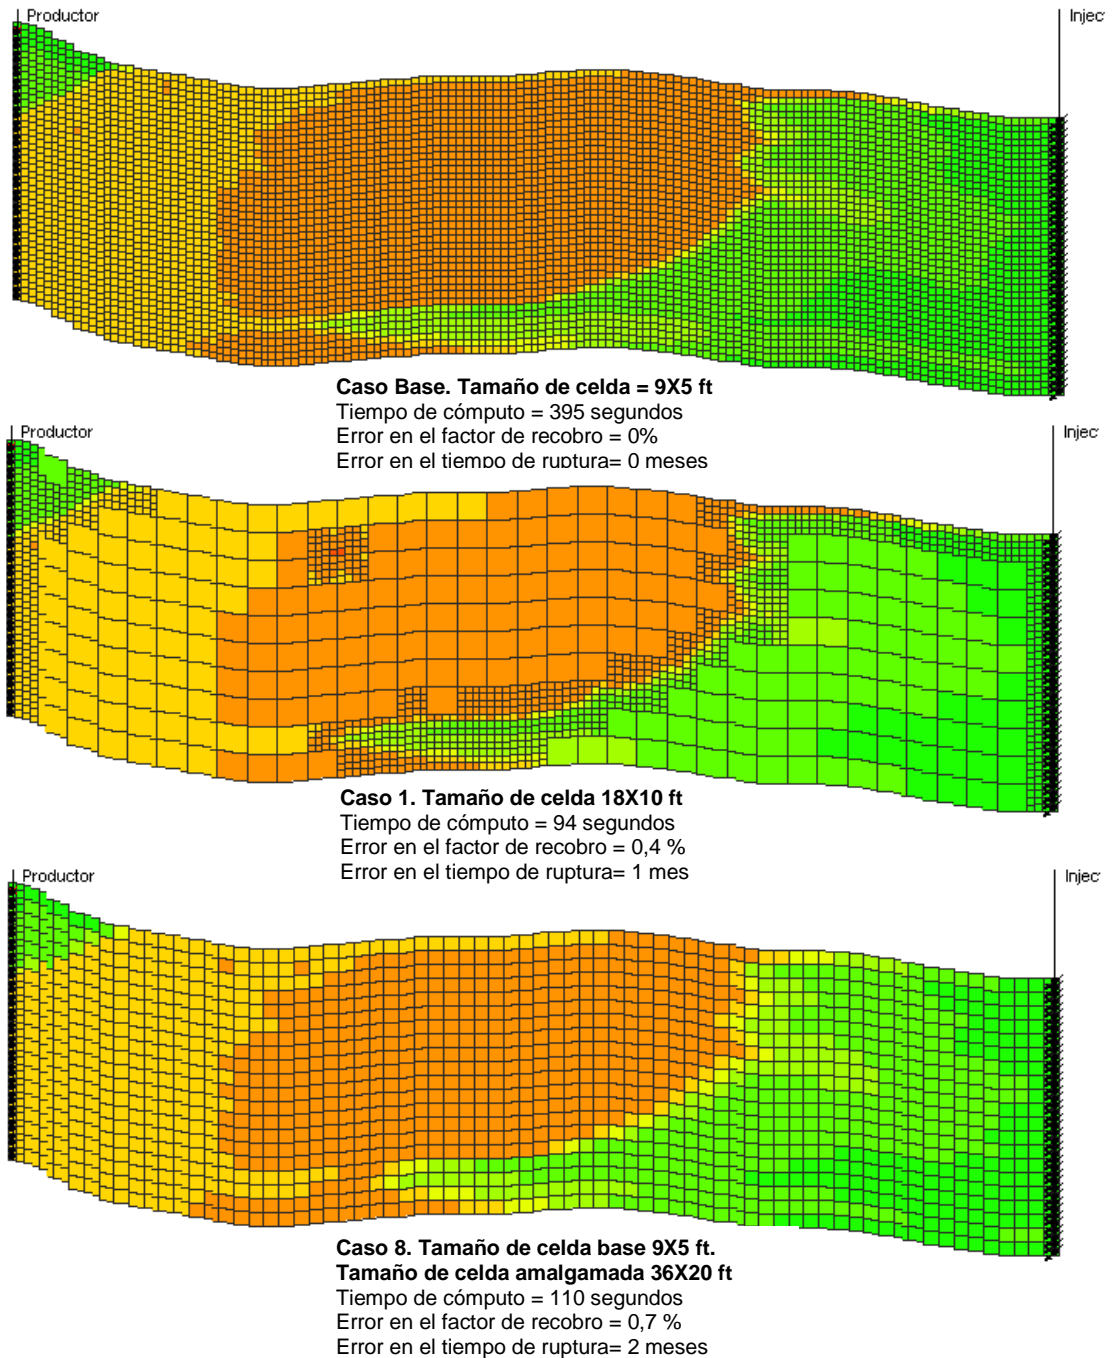 Productor
Injec
Caso Base. Tamaño de celda = 9X5 ft
Tiempo de cómputo = 395 segundos
Error en el factor de recobro = 0%
Error en el tiempo de ruptura= 0 meses
Productor
Injec
Caso 1. Tamaño de celda 18X10 ft
Tiempo de cómputo = 94 segundos
Error en el factor de recobro = 0,4 %
Error en el tiempo de ruptura= 1 mes
Productor
Injec
Caso 8. Tamaño de celda base 9X5 ft.
Tamaño de celda amalgamada 36X20 ft
Tiempo de cómputo = 110 segundos
Error en el factor de recobro = 0,7 %
Error en el tiempo de ruptura= 2 meses